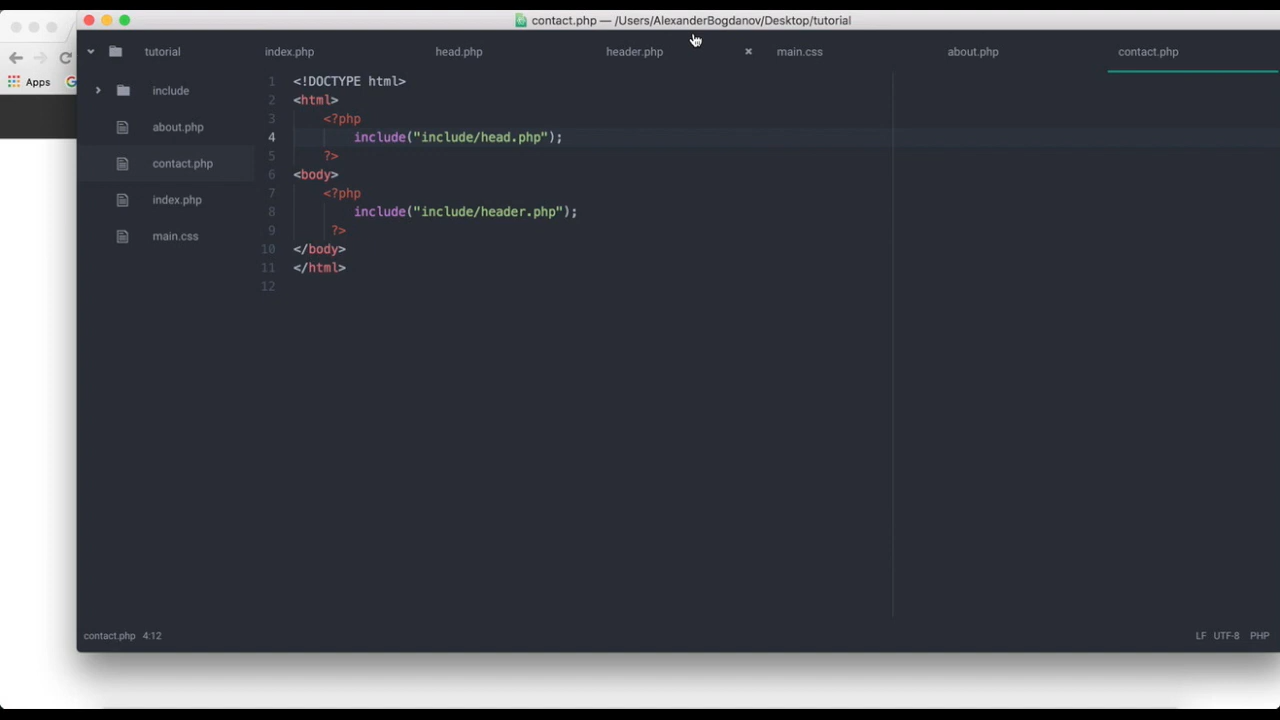 contact.php — /Users/AlexanderBogdanov/Desktop/tutorial
tutorial
index.php
head.php
header.php
main.css
about.php
contact.php
Apps
include
about.php
contact.php
index.php
main.css
1 <!DOCTYPE html>
2 <html>
3 <?php
4 include("include/head.php");
5 ?>
6 <body>
7 <?php
8 include("include/header.php");
9 ?>
10 </body>
11 </html>
12
contact.php 4:12
LF UTF-8 PHP